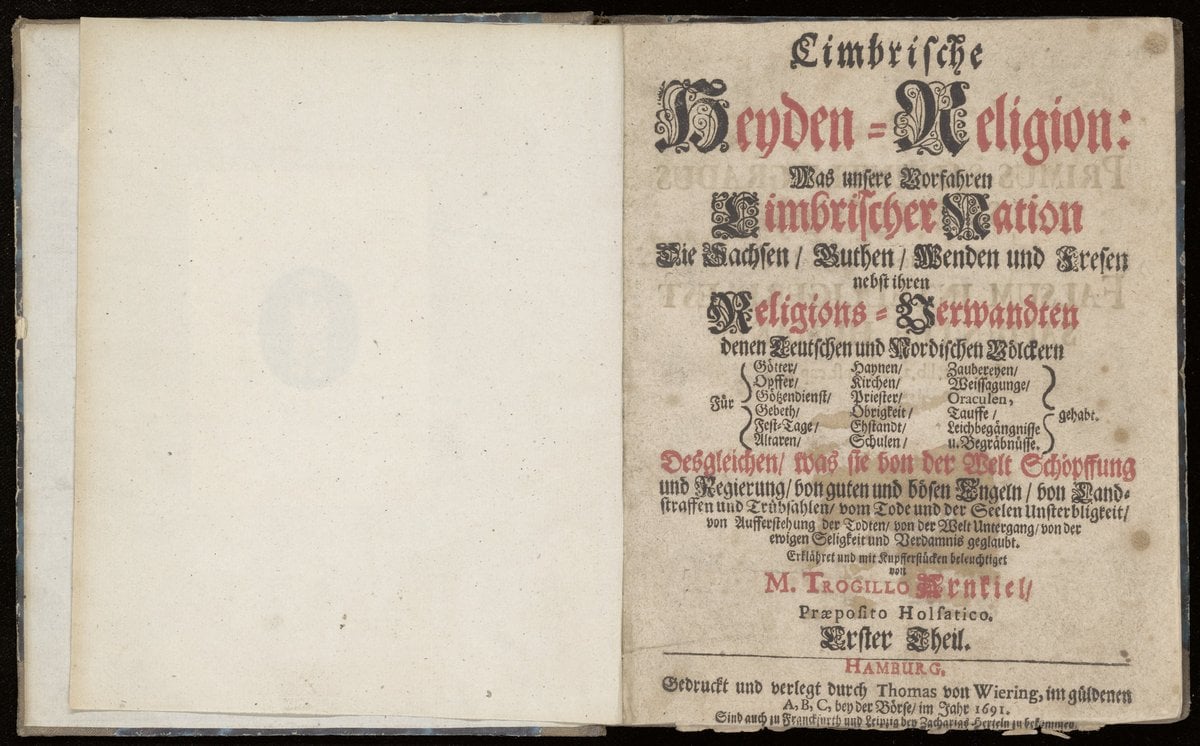 Cimbrische
Heyden-Religion:
Was unsere Vorfahren
Cimbrischer Nation
Die Sachsen / Guthen / Wenden und Fresen
nebst ihren
Religions-Verwandten
denen Teutschen und Nordischen Völckern
Götter/ Haynen/ Zaubereyen/
Opffer/ Kirchen/ Weissagunge/
Götzendienst/ Priester/ Oraculen,
Für Gebeth/ Obrigkeit/ Tauffe/ gehabt.
Fest-Tage/ Ehstandt/ Leichbegängnisse
Altaren/ Schulen/ u. Begräbnüsse.
Desgleichen/ was sie von der Welt Schöpffung
und Regierung/ von guten und bösen Engeln/ von Land-
straffen und Trübsahlen/ vom Tode und der Seelen Unsterbligkeit/
von Aufferstehung der Todten/ von der Welt Untergang/ von der
ewigen Seligkeit und Verdamnis geglaubt.
Erklähret und mit Kupfferstücken beleuchtiget
von
M. TROGILLO Arnkiel/
Præposito Holsatico.
Erster Theil.
HAMBURG,
Gedruckt und verlegt durch Thomas von Wiering, im güldenen
A, B, C, bey der Börse/ im Jahr 1691.
Sind auch zu Franckfurth und Leipzig bey Zacharias Herteln zu bekommen.